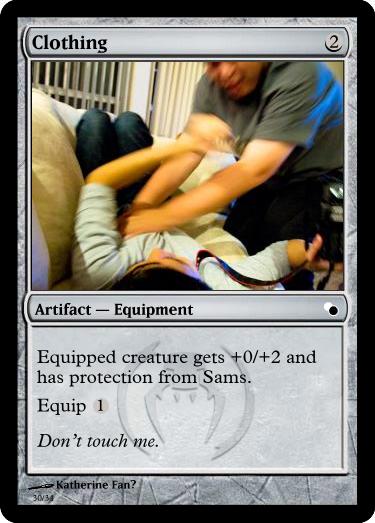 Clothing 2
Artifact — Equipment
Equipped creature gets +0/+2 and
has protection from Sams.
Equip 1
Don't touch me.
Katherine Fan?
30/34